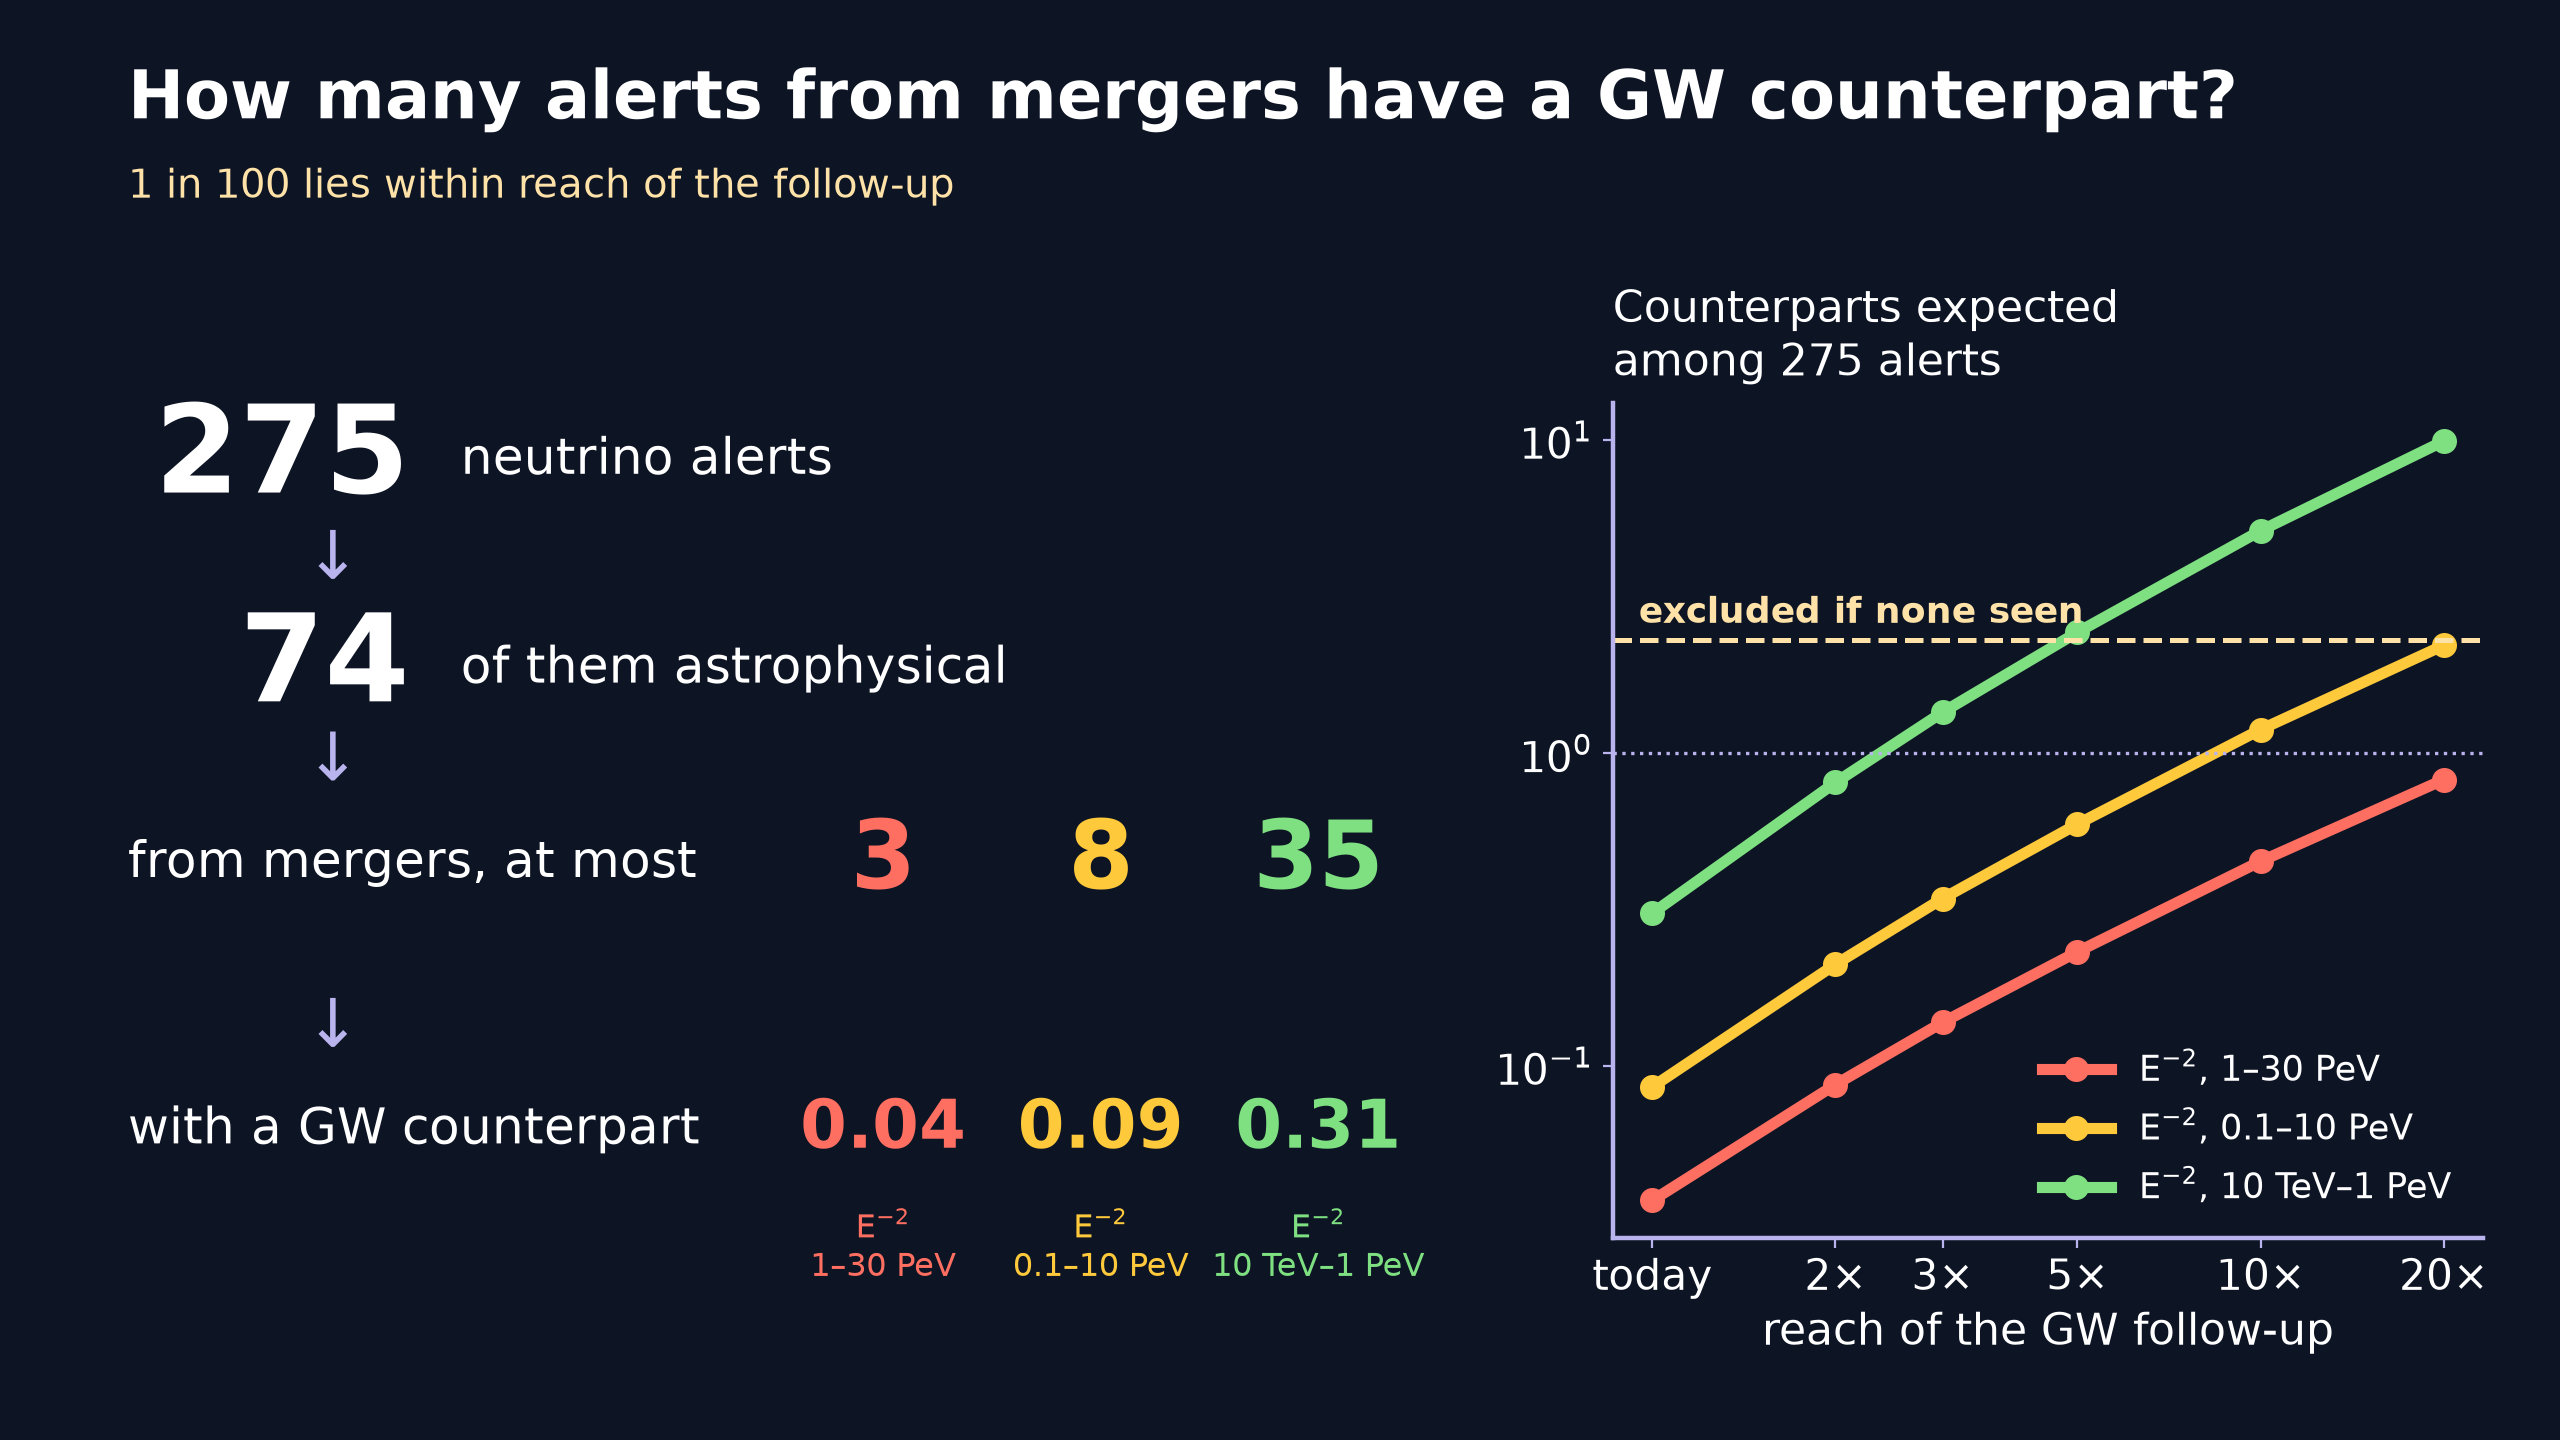 How many alerts from mergers have a GW counterpart?
1 in 100 lies within reach of the follow-up
275 neutrino alerts
↓
74 of them astrophysical
↓
from mergers, at most 3 8 35
↓
with a GW counterpart 0.04 0.09 0.31
E⁻² E⁻² E⁻²
1–30 PeV 0.1–10 PeV 10 TeV–1 PeV
Counterparts expected
among 275 alerts
10¹
excluded if none seen
10⁰
10⁻¹
E⁻², 1–30 PeV
E⁻², 0.1–10 PeV
E⁻², 10 TeV–1 PeV
today 2× 3× 5× 10× 20×
reach of the GW follow-up